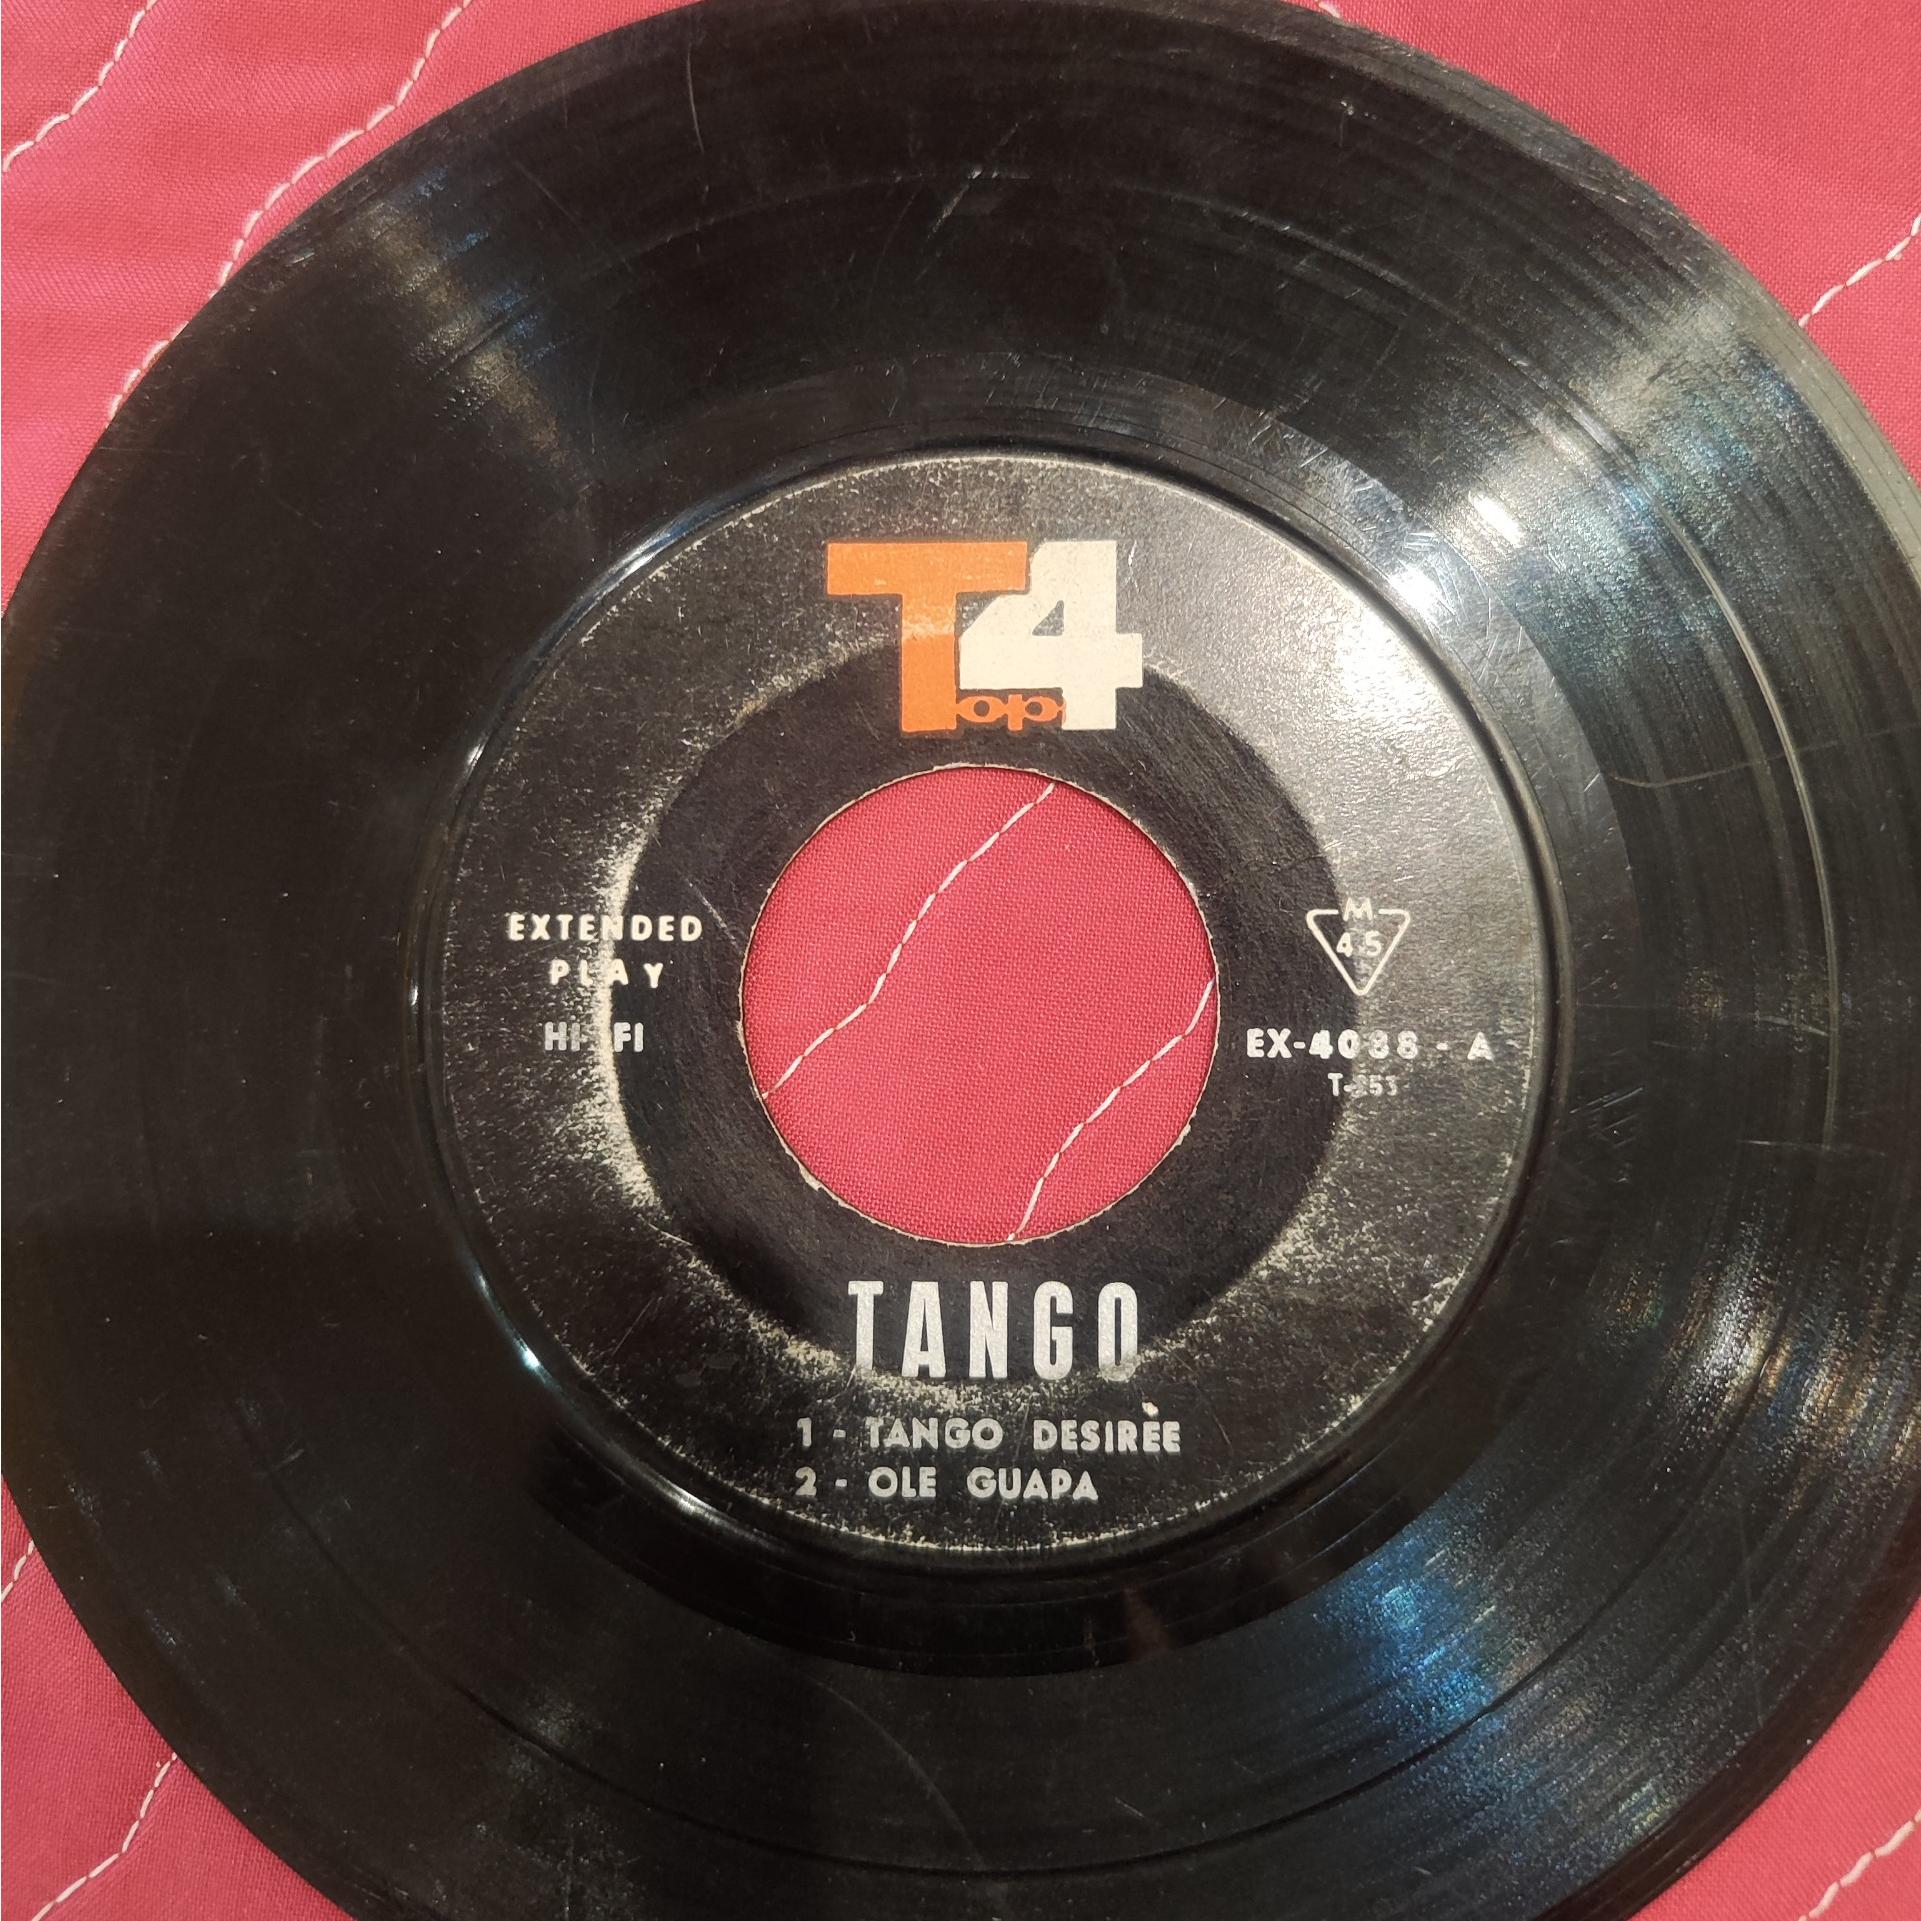 Top4
EXTENDED
PLAY
HI-FI
M
45
EX-4038 - A
TANGO
1 - TANGO DESIRÈE
2 - OLE GUAPA